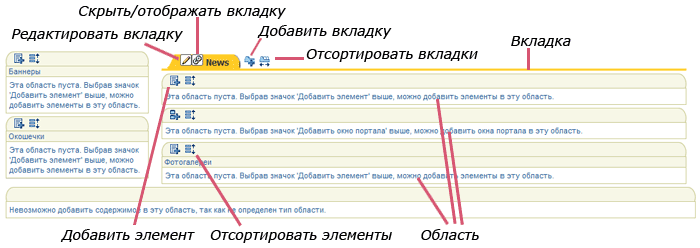 Скрыть/отображать вкладку
Редактировать вкладку
Добавить вкладку
Отсортировать вкладки
Вкладка
News
Баннеры
Эта область пуста. Выбрав значок
'Добавить элемент' выше, можно
добавить элементы в эту область.
Окошечки
Эта область пуста. Выбрав значок
'Добавить элемент' выше, можно
добавить элементы в эту область.
Эта область пуста. Выбрав значок 'Добавить элемент' выше, можно добавить элементы в эту область.
Эта область пуста. Выбрав значок 'Добавить окно портала' выше, можно добавить окна портала в эту область.
Фотогалереи
Эта область пуста. Выбрав значок 'Добавить элемент' выше, можно добавить элементы в эту область.
Невозможно добавить содержимое в эту область, так как не определен тип области.
Добавить элемент
Отсортировать элементы
Область